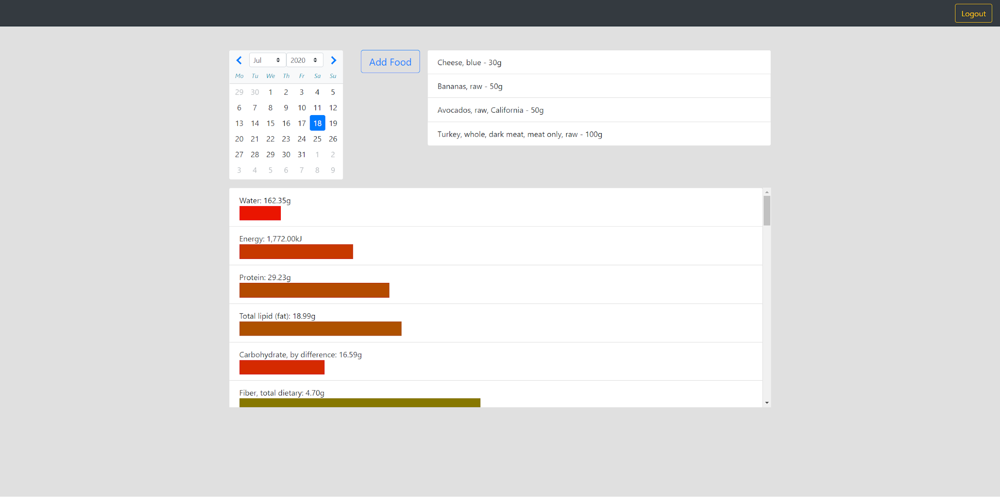 Logout
Jul 2020
Mo Tu We Th Fr Sa Su
29 30 1 2 3 4 5
6 7 8 9 10 11 12
13 14 15 16 17 18 19
20 21 22 23 24 25 26
27 28 29 30 31 1 2
3 4 5 6 7 8 9
Add Food
Cheese, blue - 30g
Bananas, raw - 50g
Avocados, raw, California - 50g
Turkey, whole, dark meat, meat only, raw - 100g
Water: 162.35g
Energy: 1,772.00kJ
Protein: 29.23g
Total lipid (fat): 18.99g
Carbohydrate, by difference: 16.59g
Fiber, total dietary: 4.70g